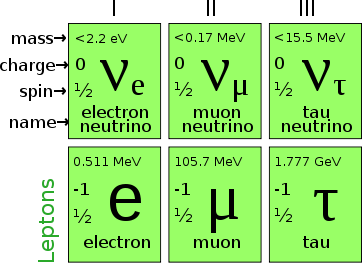 I II III
mass→ <2.2 eV <0.17 MeV <15.5 MeV
charge→ 0 νe 0 νμ 0 ντ
spin→ ½ ½ ½
name→ electron neutrino muon neutrino tau neutrino
Leptons
0.511 MeV 105.7 MeV 1.777 GeV
-1 e -1 μ -1 τ
½ ½ ½
electron muon tau